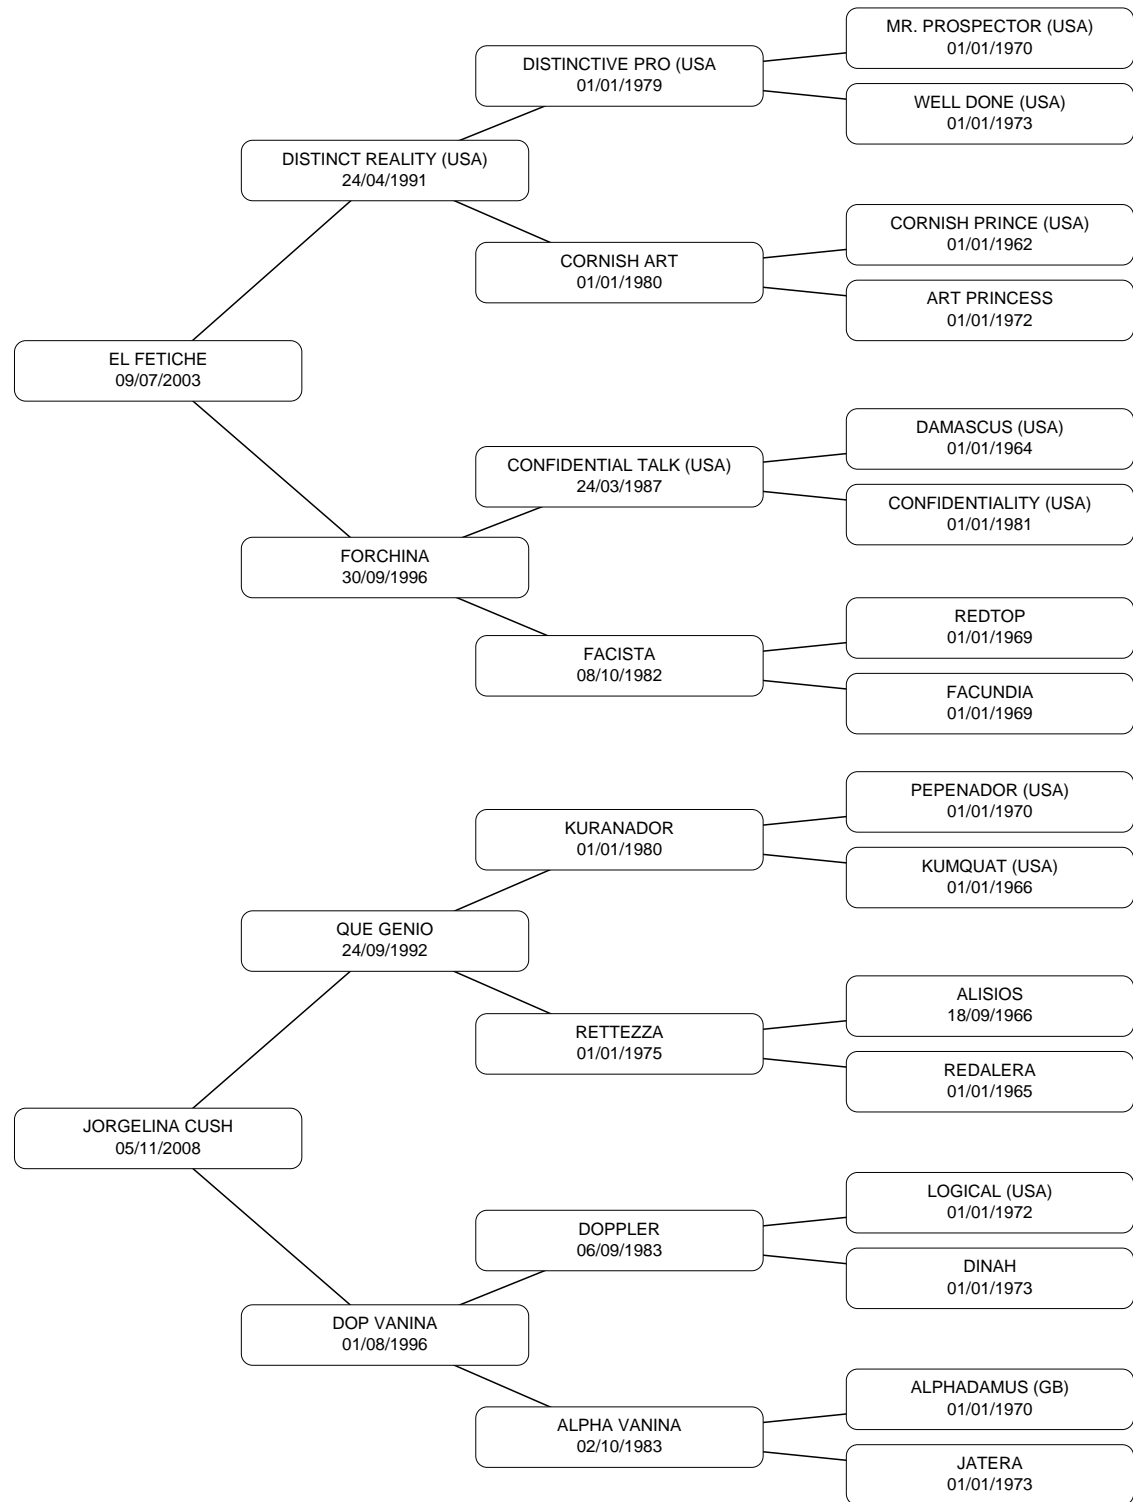 MR. PROSPECTOR (USA)
01/01/1970
DISTINCTIVE PRO (USA
01/01/1979
WELL DONE (USA)
01/01/1973
DISTINCT REALITY (USA)
24/04/1991
CORNISH PRINCE (USA)
01/01/1962
CORNISH ART
01/01/1980
ART PRINCESS
01/01/1972
EL FETICHE
09/07/2003
DAMASCUS (USA)
01/01/1964
CONFIDENTIAL TALK (USA)
24/03/1987
CONFIDENTIALITY (USA)
01/01/1981
FORCHINA
30/09/1996
REDTOP
01/01/1969
FACISTA
08/10/1982
FACUNDIA
01/01/1969
PEPENADOR (USA)
01/01/1970
KURANADOR
01/01/1980
KUMQUAT (USA)
01/01/1966
QUE GENIO
24/09/1992
ALISIOS
18/09/1966
RETTEZZA
01/01/1975
REDALERA
01/01/1965
JORGELINA CUSH
05/11/2008
LOGICAL (USA)
01/01/1972
DOPPLER
06/09/1983
DINAH
01/01/1973
DOP VANINA
01/08/1996
ALPHADAMUS (GB)
01/01/1970
ALPHA VANINA
02/10/1983
JATERA
01/01/1973